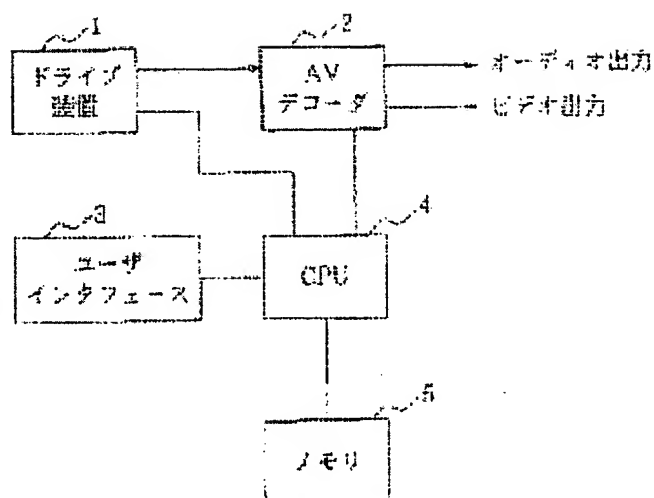 1
ドライブ
装置
2
AV
デコーダ
オーディオ出力
ビデオ出力
3
ユーザ
インタフェース
4
CPU
5
メモリ